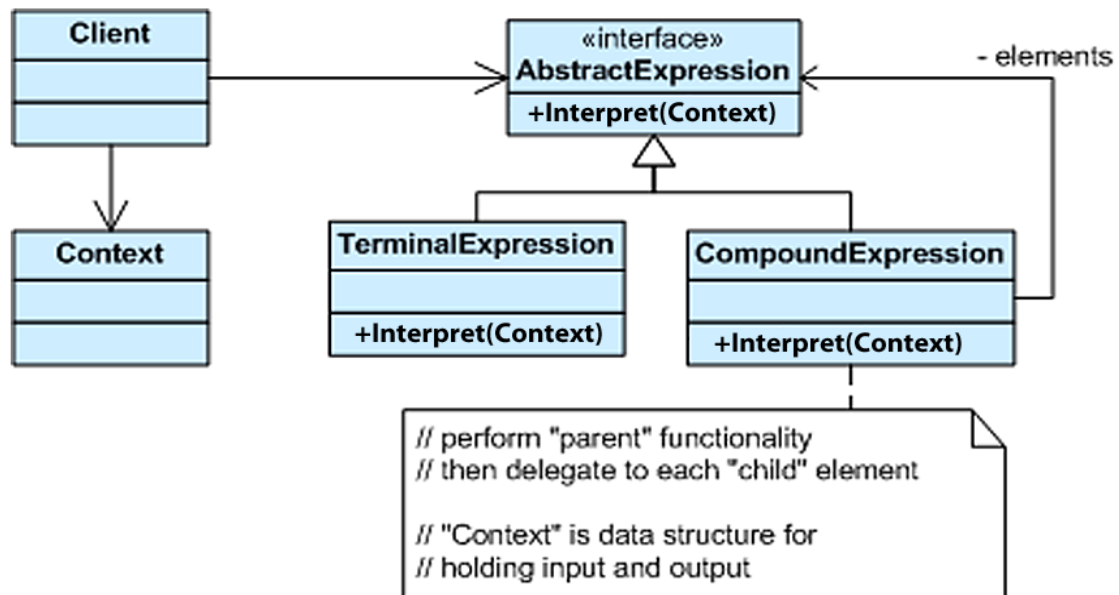 Client
«interface»
AbstractExpression
+Interpret(Context)
- elements
Context
TerminalExpression
+Interpret(Context)
CompoundExpression
+Interpret(Context)
// perform "parent" functionality
// then delegate to each "child" element
// "Context" is data structure for
// holding input and output